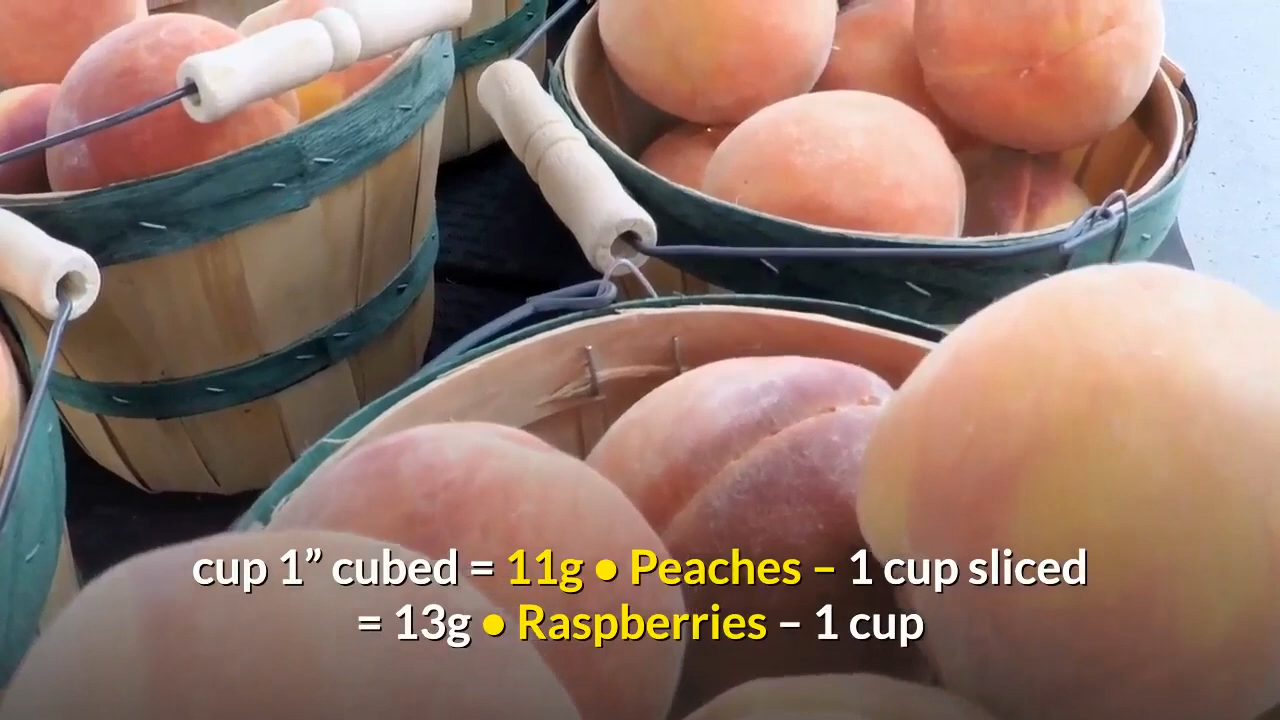 cup 1” cubed = 11g • Peaches – 1 cup sliced
= 13g • Raspberries – 1 cup